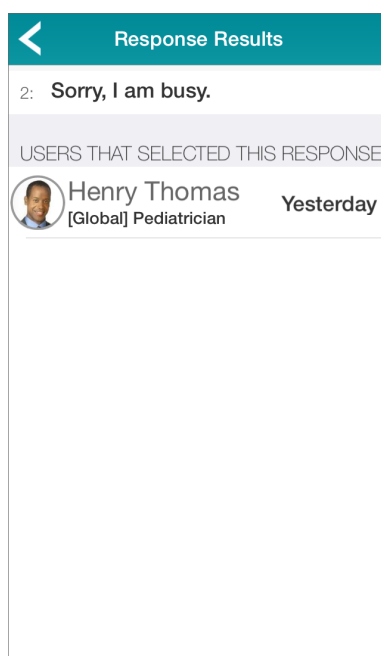 Response Results
2: Sorry, I am busy.
USERS THAT SELECTED THIS RESPONSE
Henry Thomas
[Global] Pediatrician
Yesterday